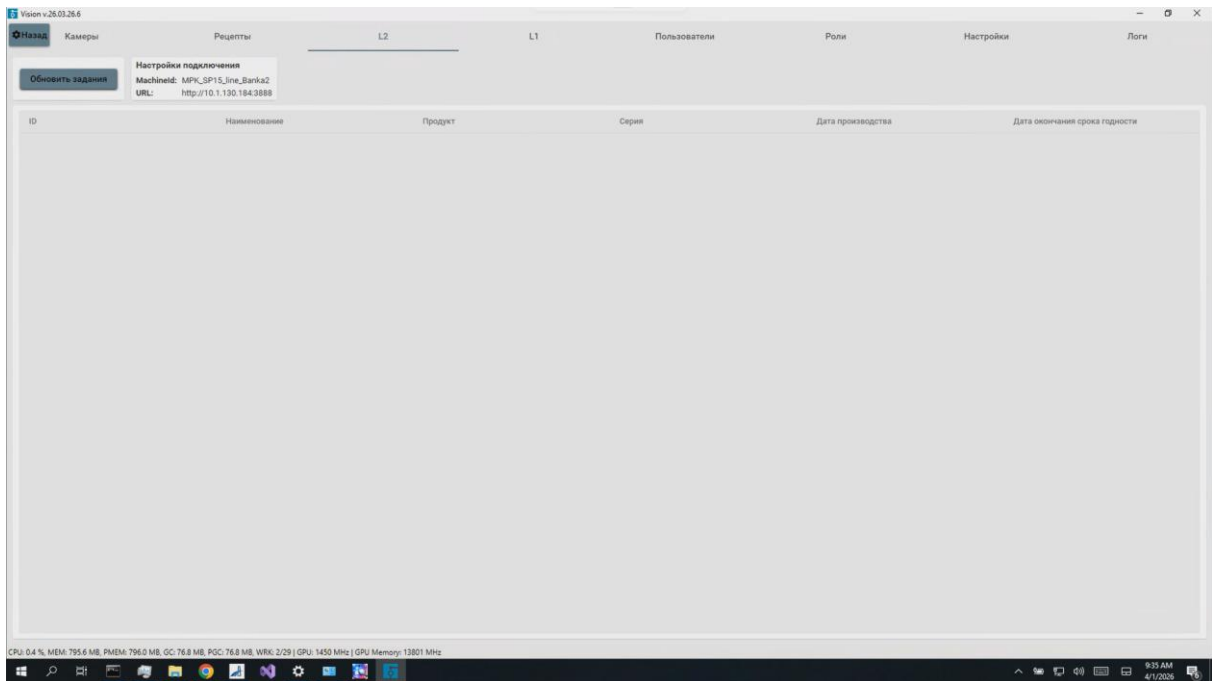 Vision v.26.03.26.6
Назад Камеры Рецепты L2 L1 Пользователи Роли Настройки Логи
Обновить задания
Настройки подключения
MachineId: MPK_SP15_line_Banka2
URL: http://10.1.130.184:3888
ID Наименование Продукт Серия Дата производства Дата окончания срока годности
CPU: 0.4 %, MEM: 795.6 MB, PMEM: 796.0 MB, GC: 76.8 MB, PGC: 76.8 MB, WRK: 2/29 | GPU: 1450 MHz | GPU Memory: 13801 MHz
9:35 AM
4/1/2026